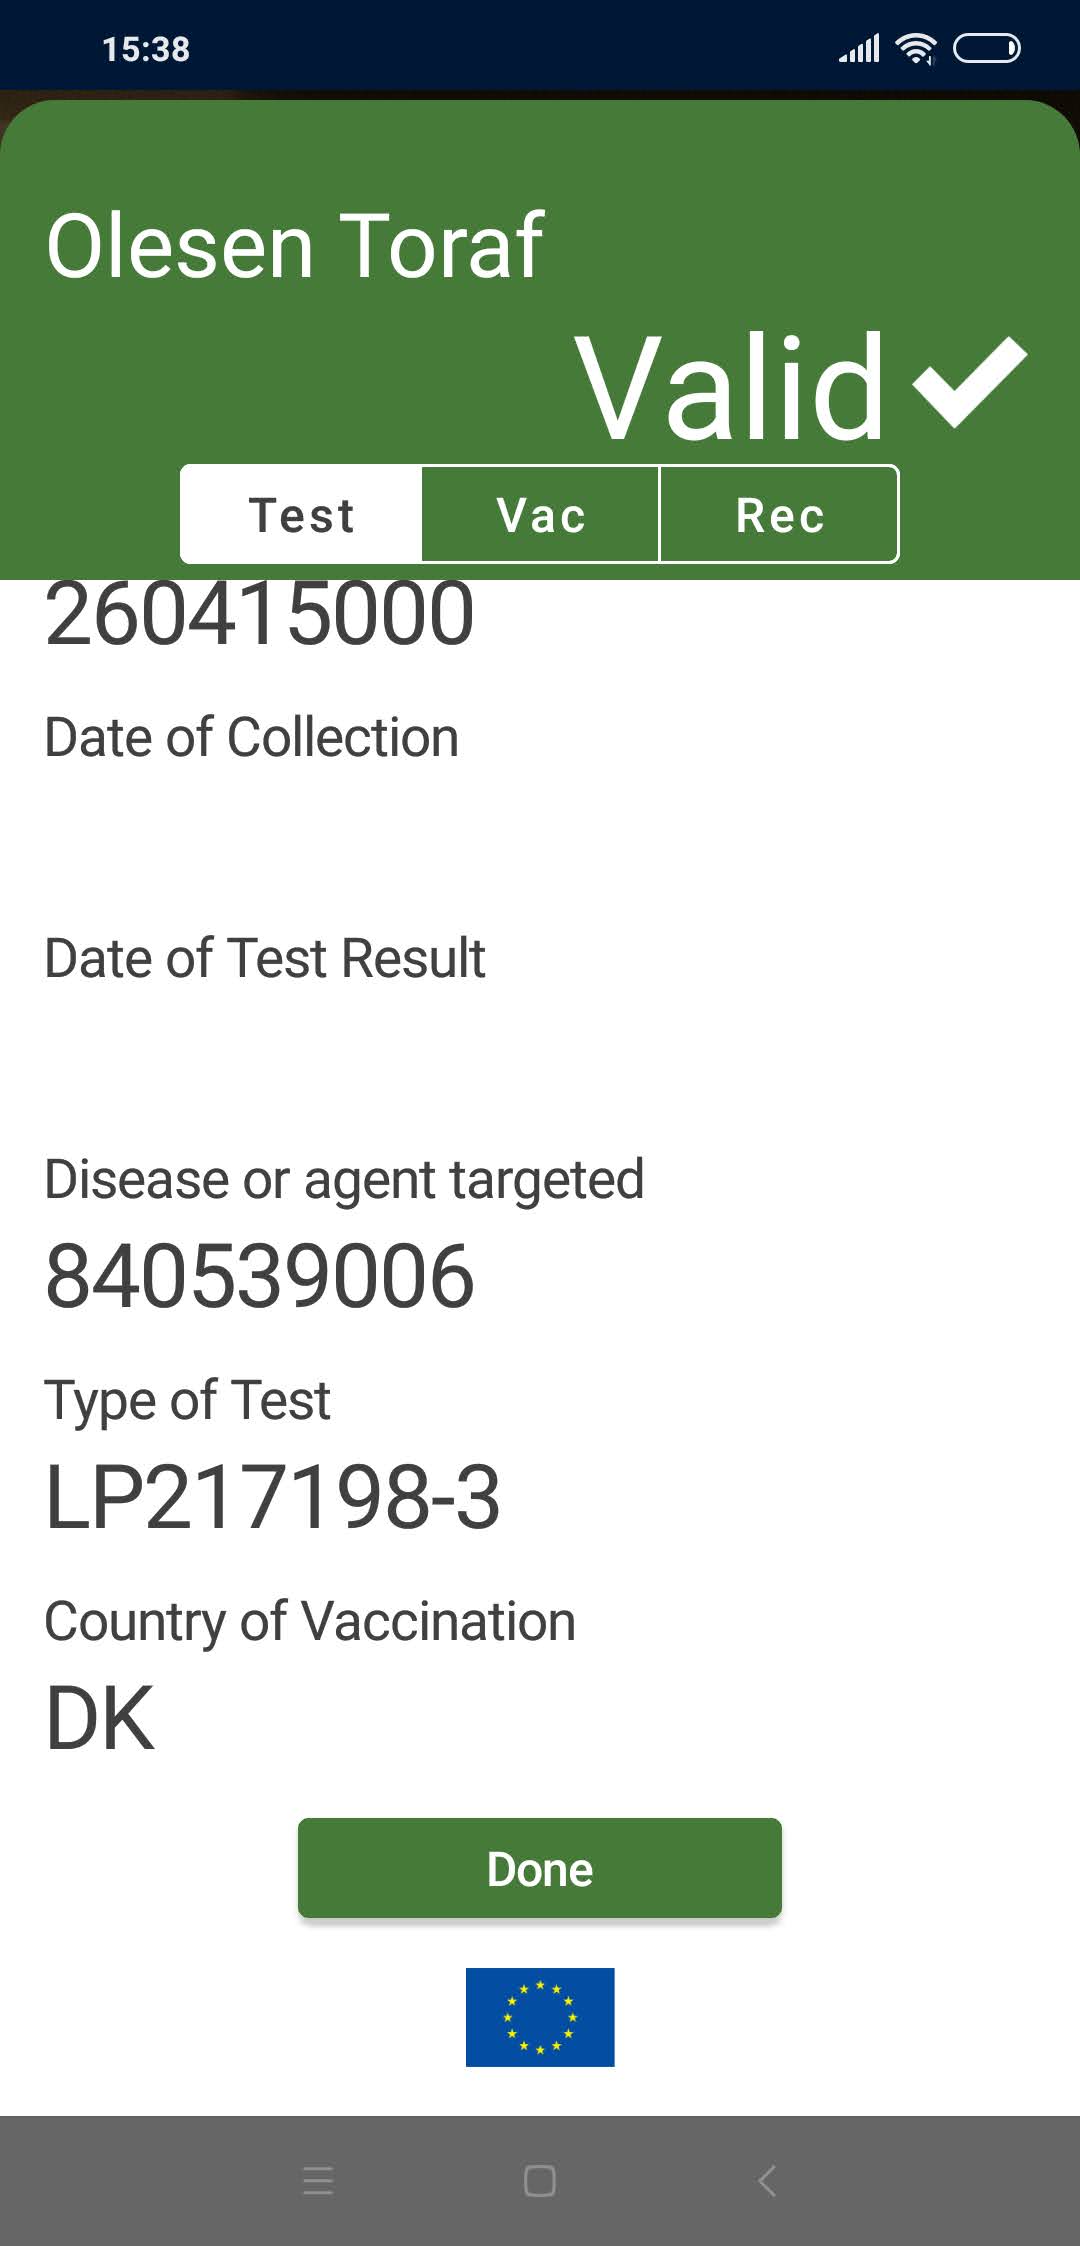 15:38
Olesen Toraf
Valid
Test Vac Rec
260415000
Date of Collection
Date of Test Result
Disease or agent targeted
840539006
Type of Test
LP217198-3
Country of Vaccination
DK
Done